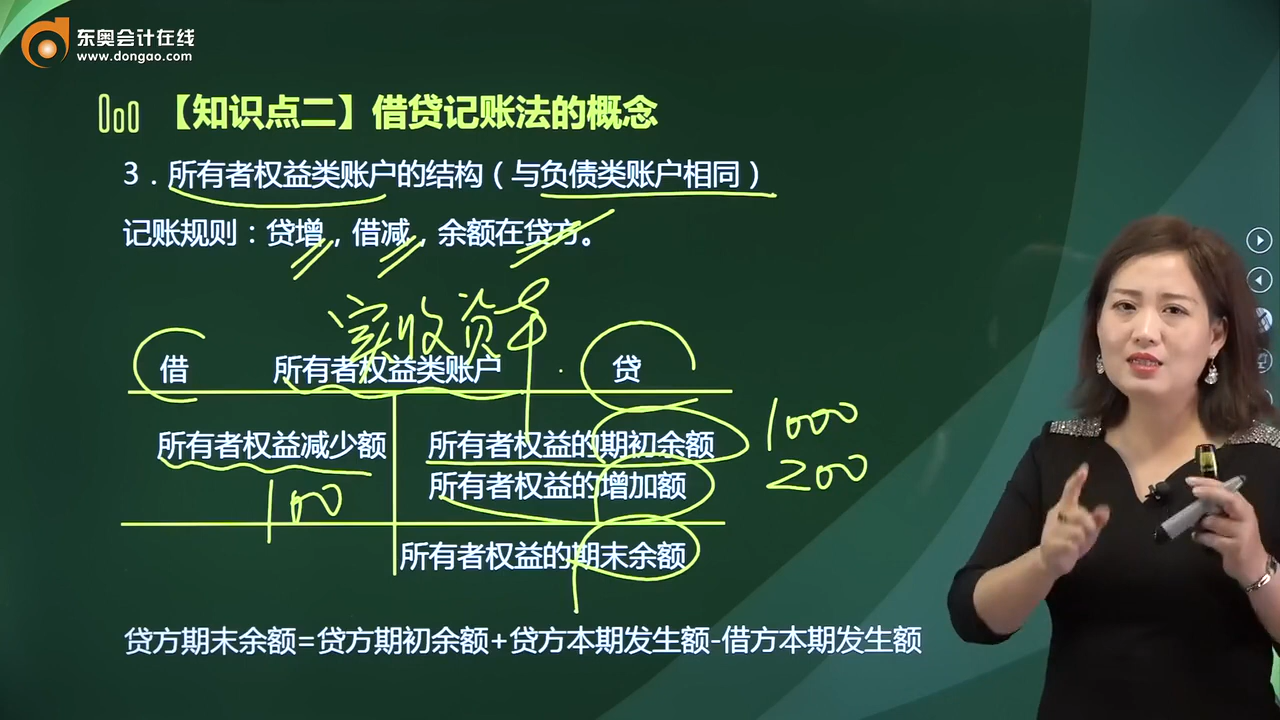 东奥会计在线
www.dongao.com
【知识点二】借贷记账法的概念
3．所有者权益类账户的结构（与负债类账户相同）
记账规则：贷增，借减，余额在贷方。
实收资本
借 所有者权益类账户 贷
所有者权益减少额 所有者权益的期初余额 1000
100 所有者权益的增加额 200
所有者权益的期末余额
贷方期末余额=贷方期初余额+贷方本期发生额-借方本期发生额